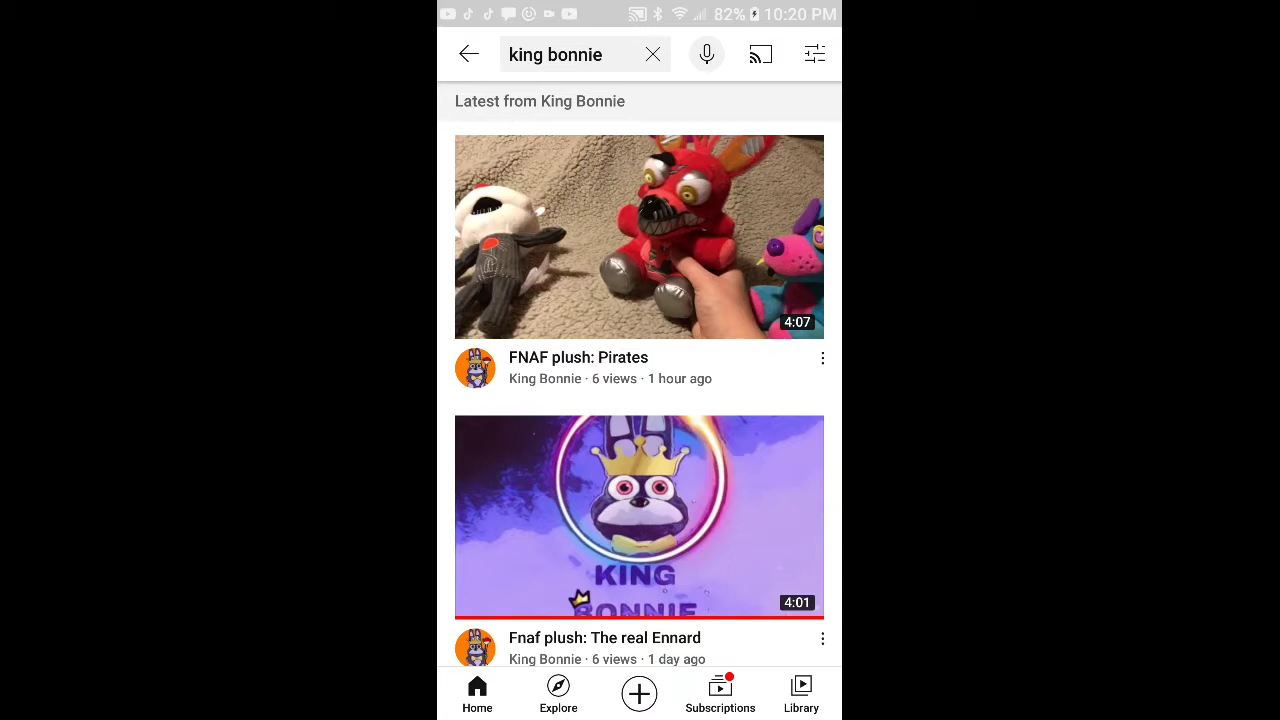 82% 10:20 PM
king bonnie
Latest from King Bonnie
4:07
FNAF plush: Pirates
King Bonnie · 6 views · 1 hour ago
KING
BONNIE
4:01
Fnaf plush: The real Ennard
King Bonnie · 6 views · 1 day ago
Home Explore Subscriptions Library